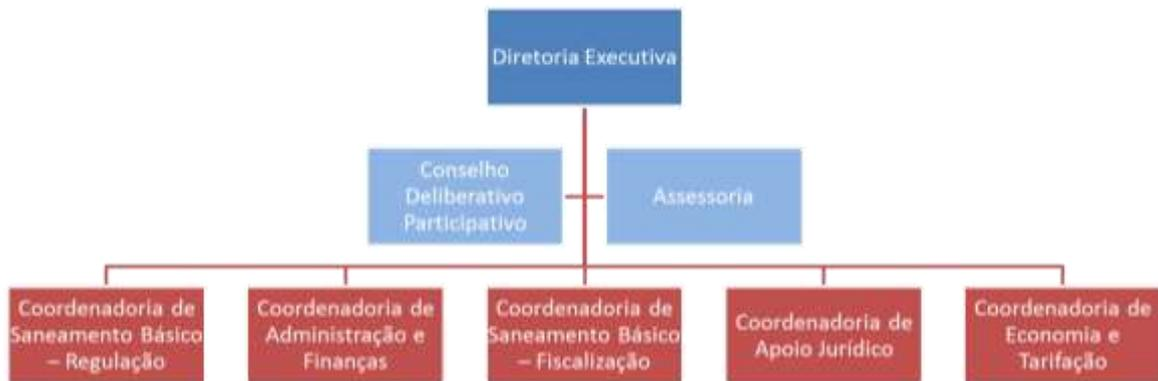 Diretoria Executiva
Conselho
Deliberativo
Participativo
Assessoria
Coordenadoria de
Saneamento Básico
– Regulação
Coordenadoria de
Administração e
Finanças
Coordenadoria de
Saneamento Básico
– Fiscalização
Coordenadoria de
Apoio Jurídico
Coordenadoria de
Economia e
Tarifação